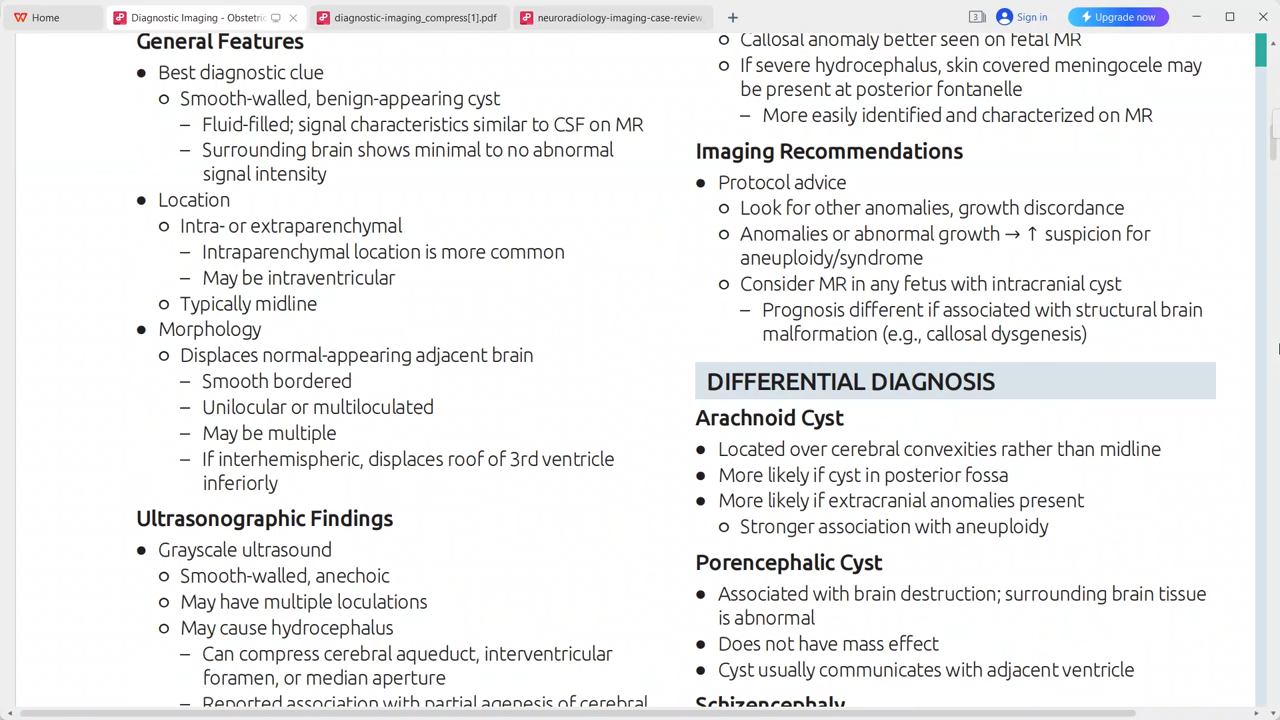 Home
Diagnostic Imaging - Obstetric
diagnostic-imaging_compress[1].pdf
neuroradiology-imaging-case-review
3
Sign in
Upgrade now
General Features
● Best diagnostic clue
○ Smooth-walled, benign-appearing cyst
– Fluid-filled; signal characteristics similar to CSF on MR
– Surrounding brain shows minimal to no abnormal
signal intensity
● Location
○ Intra- or extraparenchymal
– Intraparenchymal location is more common
– May be intraventricular
○ Typically midline
● Morphology
○ Displaces normal-appearing adjacent brain
– Smooth bordered
– Unilocular or multiloculated
– May be multiple
– If interhemispheric, displaces roof of 3rd ventricle
inferiorly
Ultrasonographic Findings
● Grayscale ultrasound
○ Smooth-walled, anechoic
○ May have multiple loculations
○ May cause hydrocephalus
– Can compress cerebral aqueduct, interventricular
foramen, or median aperture
– Reported association with partial agenesis of cerebral
○ Callosal anomaly better seen on fetal MR
○ If severe hydrocephalus, skin covered meningocele may
be present at posterior fontanelle
– More easily identified and characterized on MR
Imaging Recommendations
● Protocol advice
○ Look for other anomalies, growth discordance
○ Anomalies or abnormal growth → ↑ suspicion for
aneuploidy/syndrome
○ Consider MR in any fetus with intracranial cyst
– Prognosis different if associated with structural brain
malformation (e.g., callosal dysgenesis)
DIFFERENTIAL DIAGNOSIS
Arachnoid Cyst
● Located over cerebral convexities rather than midline
● More likely if cyst in posterior fossa
● More likely if extracranial anomalies present
○ Stronger association with aneuploidy
Porencephalic Cyst
● Associated with brain destruction; surrounding brain tissue
is abnormal
● Does not have mass effect
● Cyst usually communicates with adjacent ventricle
Schizencephaly